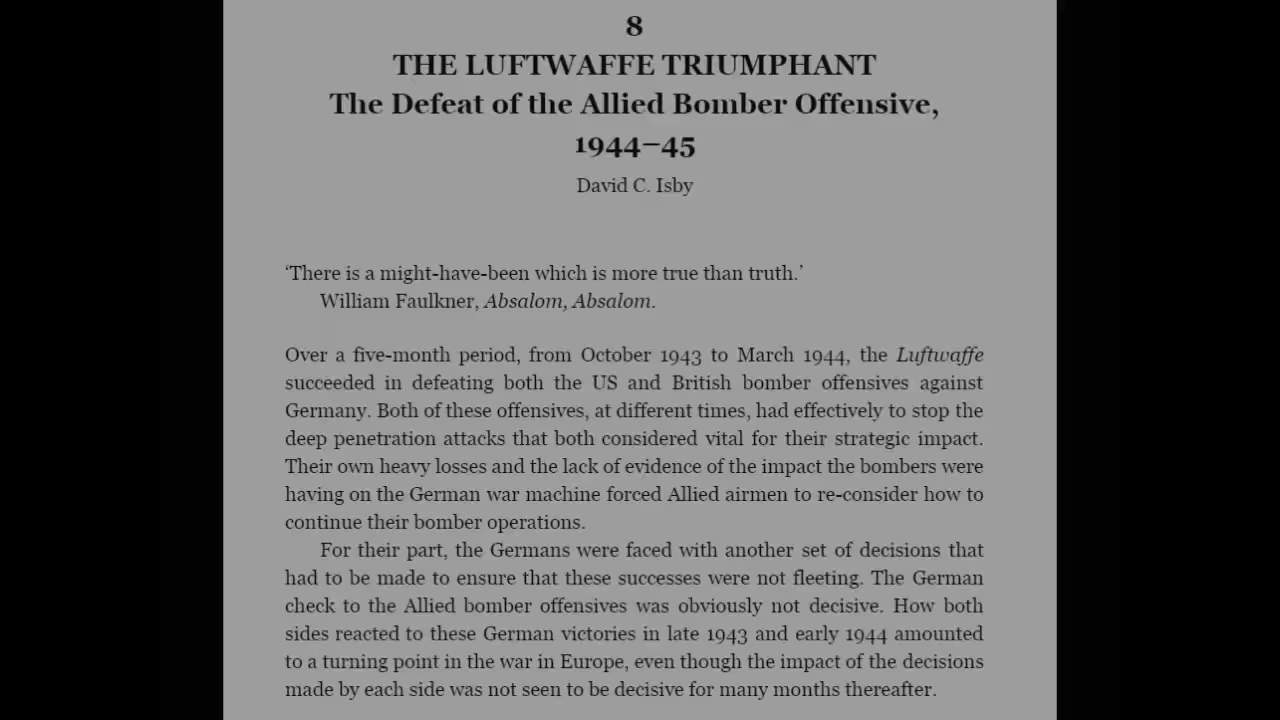 8
THE LUFTWAFFE TRIUMPHANT
The Defeat of the Allied Bomber Offensive,
1944–45
David C. Isby
‘There is a might-have-been which is more true than truth.’
William Faulkner, Absalom, Absalom.
Over a five-month period, from October 1943 to March 1944, the Luftwaffe
succeeded in defeating both the US and British bomber offensives against
Germany. Both of these offensives, at different times, had effectively to stop the
deep penetration attacks that both considered vital for their strategic impact.
Their own heavy losses and the lack of evidence of the impact the bombers were
having on the German war machine forced Allied airmen to re-consider how to
continue their bomber operations.
For their part, the Germans were faced with another set of decisions that
had to be made to ensure that these successes were not fleeting. The German
check to the Allied bomber offensives was obviously not decisive. How both
sides reacted to these German victories in late 1943 and early 1944 amounted
to a turning point in the war in Europe, even though the impact of the decisions
made by each side was not seen to be decisive for many months thereafter.